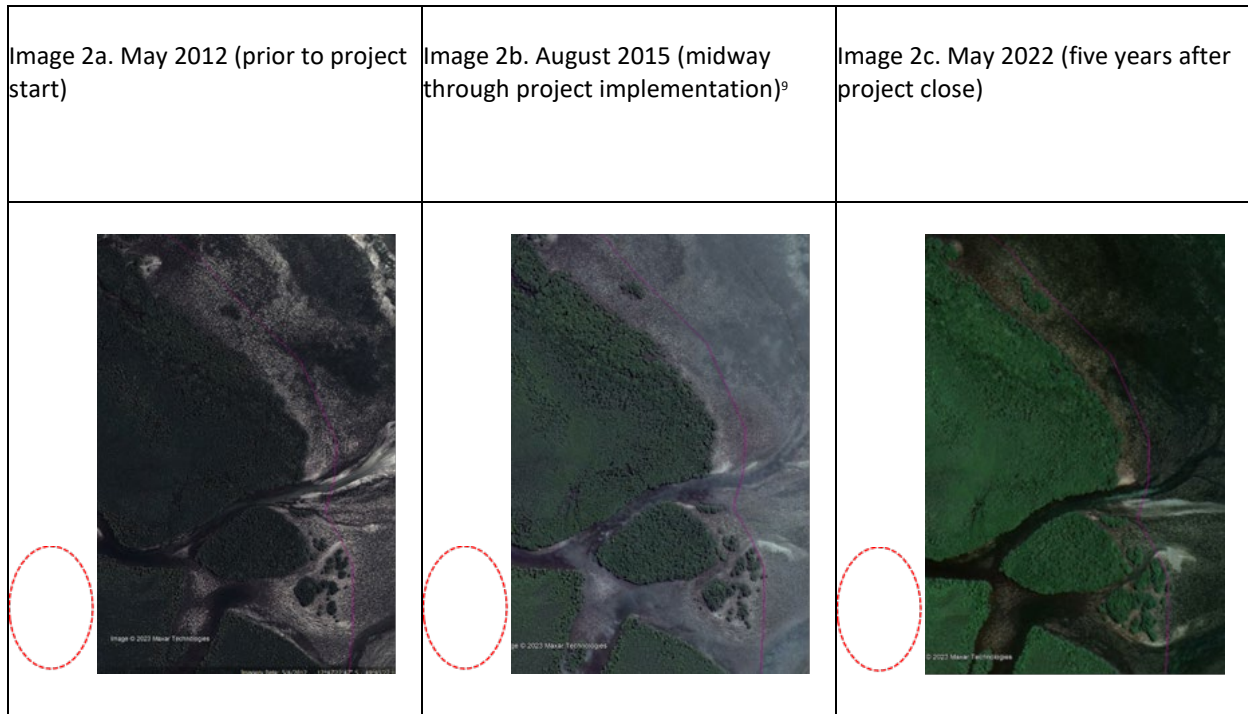 Image 2a. May 2012 (prior to project
start)
Image 2b. August 2015 (midway
through project implementation)⁹
Image 2c. May 2022 (five years after
project close)
Image © 2023 Maxar Technologies
ge © 2023 Maxar Technologies
© 2023 Maxar Technologies